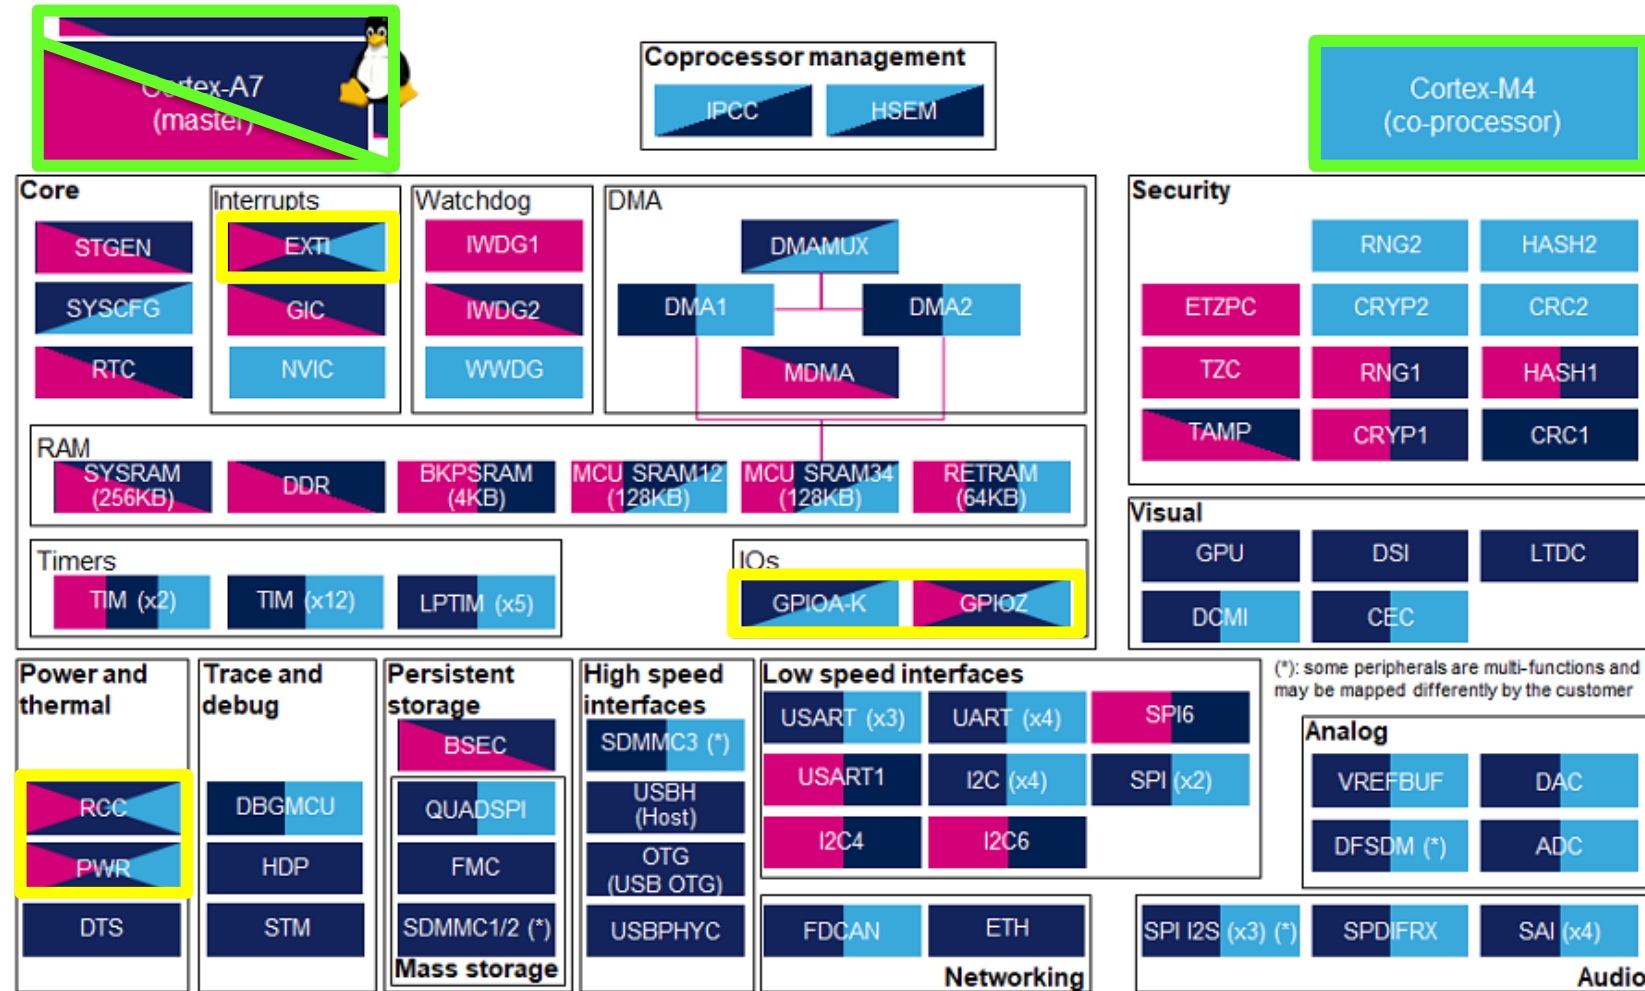 Cortex-A7
(master)
Coprocessor management
IPCC
HSEM
Cortex-M4
(co-processor)
Core
STGEN
SYSCFG
RTC
Interrupts
EXTI
GIC
NVIC
Watchdog
IWDG1
IWDG2
WWDG
DMA
DMAMUX
DMA1
DMA2
MDMA
RAM
SYSRAM
(256KB)
DDR
BKPSRAM
(4KB)
MCU SRAM12
(128KB)
MCU SRAM34
(128KB)
RETRAM
(64KB)
Timers
TIM (x2)
TIM (x12)
LPTIM (x5)
IOs
GPIOA-K
GPIOZ
Security
RNG2
HASH2
ETZPC
CRYP2
CRC2
TZC
RNG1
HASH1
TAMP
CRYP1
CRC1
Visual
GPU
DSI
LTDC
DCMI
CEC
Power and
thermal
RCC
PWR
DTS
Trace and
debug
DBGMCU
HDP
STM
Persistent
storage
BSEC
QUADSPI
FMC
SDMMC1/2 (*)
Mass storage
High speed
interfaces
SDMMC3 (*)
USBH
(Host)
OTG
(USB OTG)
USBPHYC
Low speed interfaces
USART (x3)
UART (x4)
SPI6
USART1
I2C (x4)
SPI (x2)
I2C4
I2C6
FDCAN
ETH
Networking
(*): some peripherals are multi-functions and
may be mapped differently by the customer
Analog
VREFBUF
DAC
DFSDM (*)
ADC
SPI I2S (x3) (*)
SPDIFRX
SAI (x4)
Audio